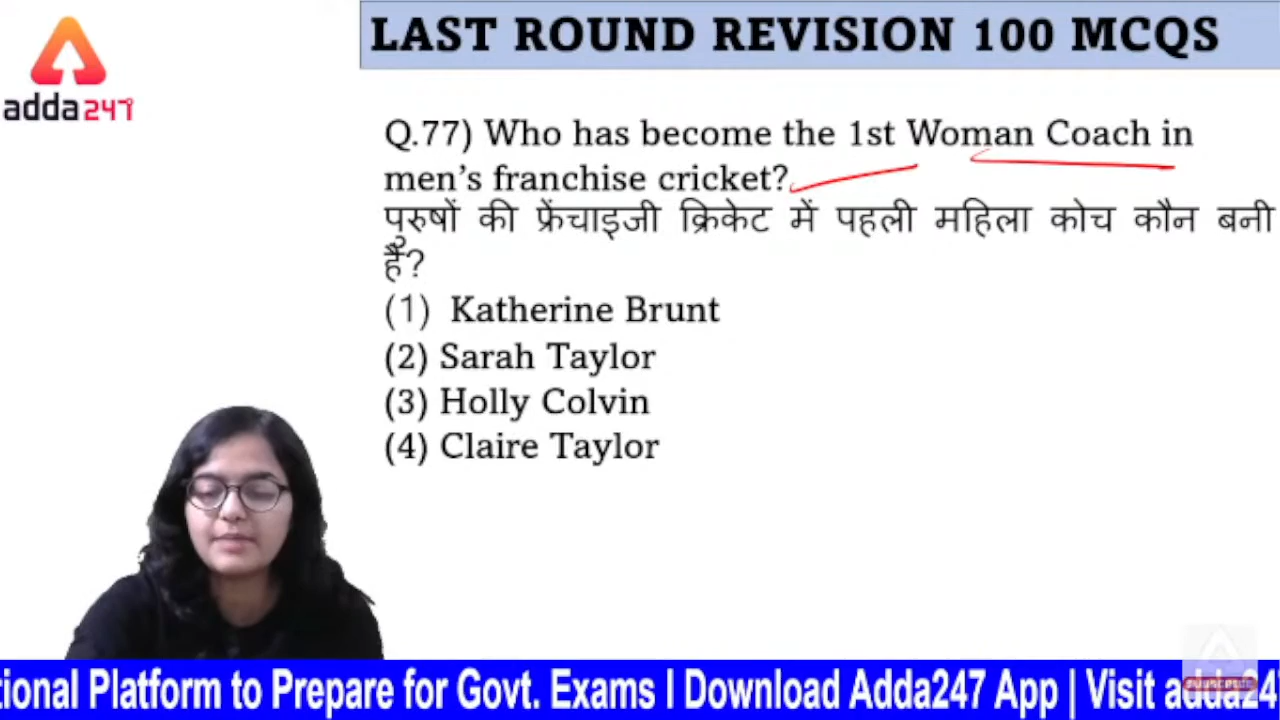 LAST ROUND REVISION 100 MCQS
adda247
Q.77) Who has become the 1st Woman Coach in
men's franchise cricket?
पुरुषों की फ्रेंचाइजी क्रिकेट में पहली महिला कोच कौन बनी
हैं?
(1) Katherine Brunt
(2) Sarah Taylor
(3) Holly Colvin
(4) Claire Taylor
tional Platform to Prepare for Govt. Exams I Download Adda247 App | Visit adda24
SUBSCRIBE